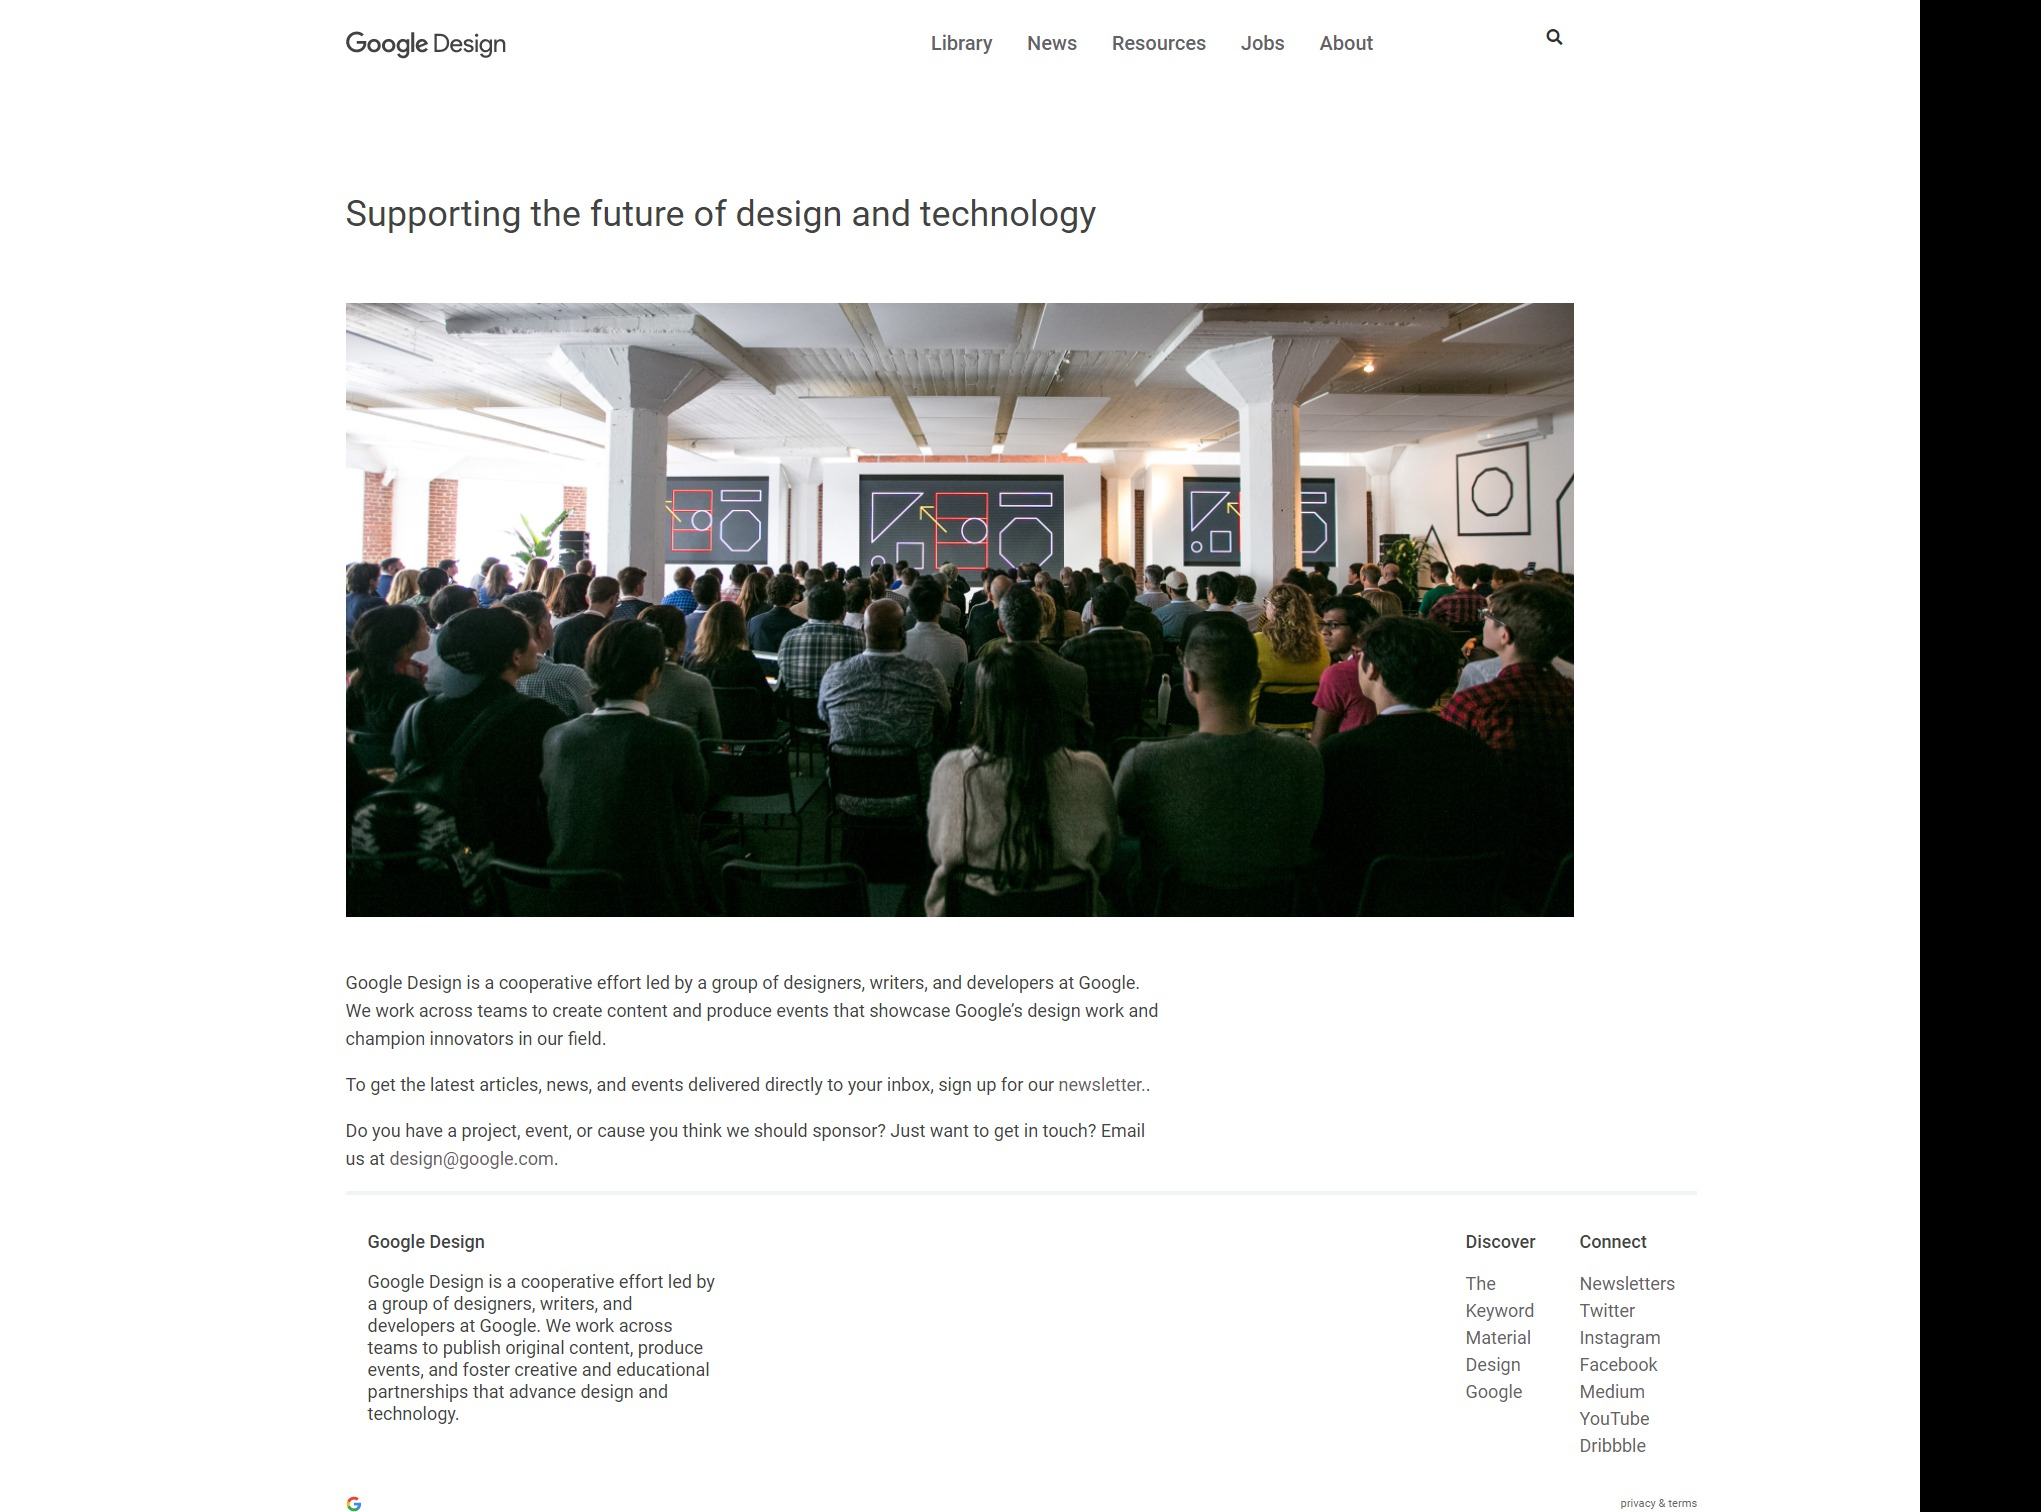 Google Design
Library
News
Resources
Jobs
About
Supporting the future of design and technology
Google Design is a cooperative effort led by a group of designers, writers, and developers at Google.
We work across teams to create content and produce events that showcase Google’s design work and
champion innovators in our field.
To get the latest articles, news, and events delivered directly to your inbox, sign up for our newsletter..
Do you have a project, event, or cause you think we should sponsor? Just want to get in touch? Email
us at design@google.com.
Google Design
Google Design is a cooperative effort led by
a group of designers, writers, and
developers at Google. We work across
teams to publish original content, produce
events, and foster creative and educational
partnerships that advance design and
technology.
Discover
The
Keyword
Material
Design
Google
Connect
Newsletters
Twitter
Instagram
Facebook
Medium
YouTube
Dribbble
G
privacy & terms